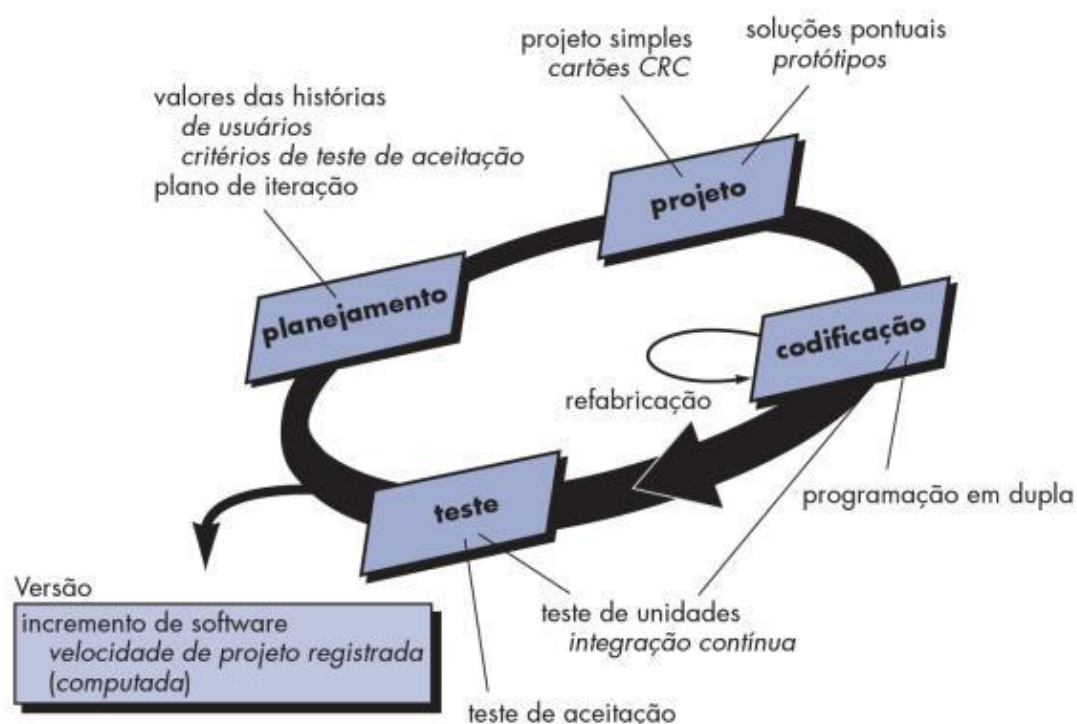 projeto simples
cartões CRC
soluções pontuais
protótipos
valores das histórias
de usuários
critérios de teste de aceitação
plano de iteração
projeto
planejamento
codificação
refabricação
programação em dupla
teste
Versão
incremento de software
velocidade de projeto registrada
(computada)
teste de unidades
integração contínua
teste de aceitação